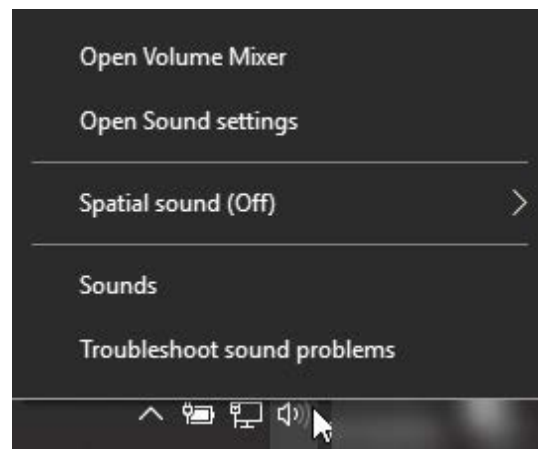 Open Volume Mixer
Open Sound settings
Spatial sound (Off)
Sounds
Troubleshoot sound problems